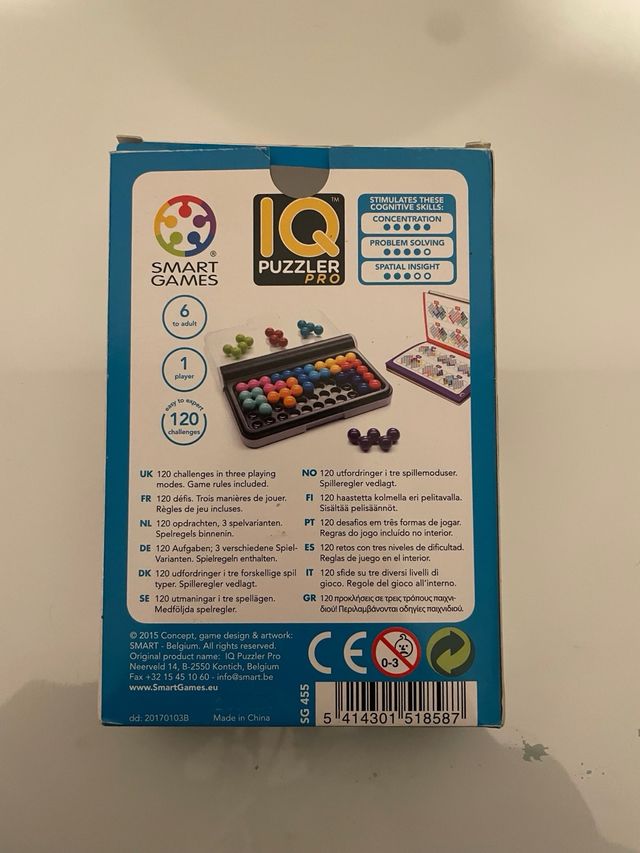 SMART
GAMES
®
IQ
™
PUZZLER
PRO
STIMULATES THESE
COGNITIVE SKILLS:
CONCENTRATION
PROBLEM SOLVING
SPATIAL INSIGHT
6
to adult
1
player
easy to expert
120
challenges
UK 120 challenges in three playing
modes. Game rules included.
FR 120 défis. Trois manières de jouer.
Règles de jeu incluses.
NL 120 opdrachten, 3 spelvarianten.
Spelregels binnenin.
DE 120 Aufgaben; 3 verschiedene Spiel-
Varianten. Spielregeln enthalten.
DK 120 udfordringer i tre forskellige spil
typer. Spilleregler vedlagt.
SE 120 utmaningar i tre spellägen.
Medföljda spelregler.
NO 120 utfordringer i tre spillemoduser.
Spilleregler vedlagt.
FI 120 haastetta kolmella eri pelitavalla.
Sisältää pelisäännöt.
PT 120 desafios em três formas de jogar.
Regras do jogo incluído no interior.
ES 120 retos con tres niveles de dificultad.
Reglas de juego en el interior.
IT 120 sfide su tre diversi livelli di
gioco. Regole del gioco all'interno.
GR 120 προκλήσεις σε τρεις τρόπους παιχνι-
διού! Περιλαμβάνονται οδηγίες παιχνιδιού.
© 2015 Concept, game design & artwork:
SMART - Belgium. All rights reserved.
Original product name: IQ Puzzler Pro
Neerveld 14, B-2550 Kontich, Belgium
Fax +32 15 45 10 60 - info@smart.be
www.SmartGames.eu
dd: 20170103B Made in China
CE
0-3
SG 455
5 414301 518587